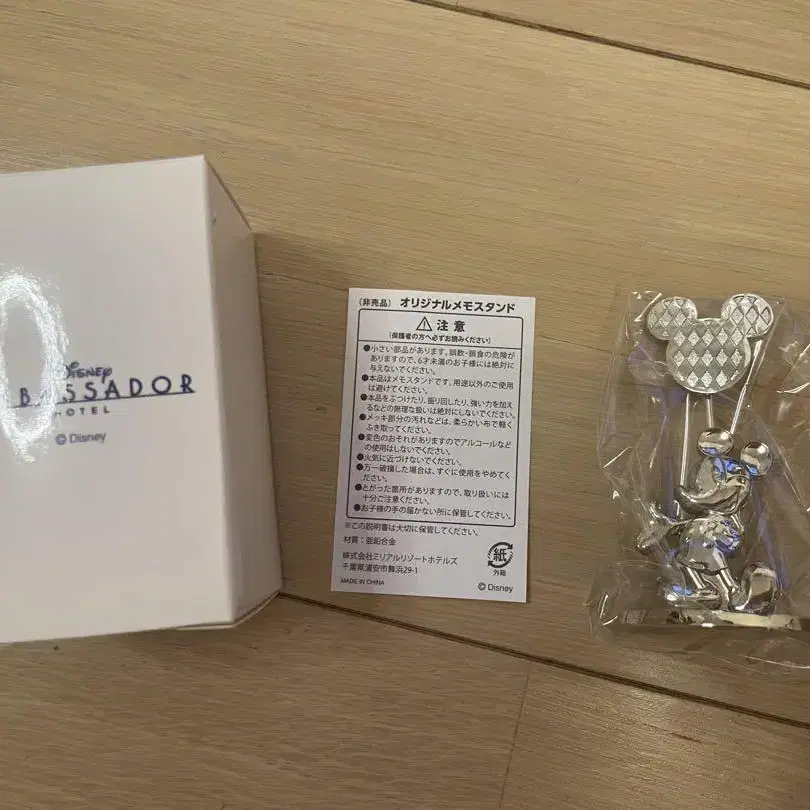 Disney
BASSADOR
HOTEL
© Disney
(非売品) オリジナルメモスタンド
⚠ 注意
(保護者の方へ必ずお読みください)
●小さい部品があります。誤飲・誤食の危険が
ありますので、6才未満のお子様には絶対に
与えないでください。
●本品はメモスタンドです。用途以外のご使用
は避けてください。
●本品をぶつけたり、振り回したり、強い力を加え
るなどの無理な扱いは絶対にしないでください。
●メッキ部分の汚れなどは、柔らかい布で軽く
ふき取ってください。
●変色のおそれがありますのでアルコールなど
の使用はしないでください。
●火気に近づけないでください。
●万一破損した場合は、すぐに使用をやめてく
ださい。
●とがった箇所がありますので、取り扱いには
十分ご注意ください。
●お子様の手の届かない所に保管してください。
※この説明書は大切に保管してください。
材質:亜鉛合金
株式会社ミリアルリゾートホテルズ
千葉県浦安市舞浜29-1
MADE IN CHINA
紙
外箱
© Disney